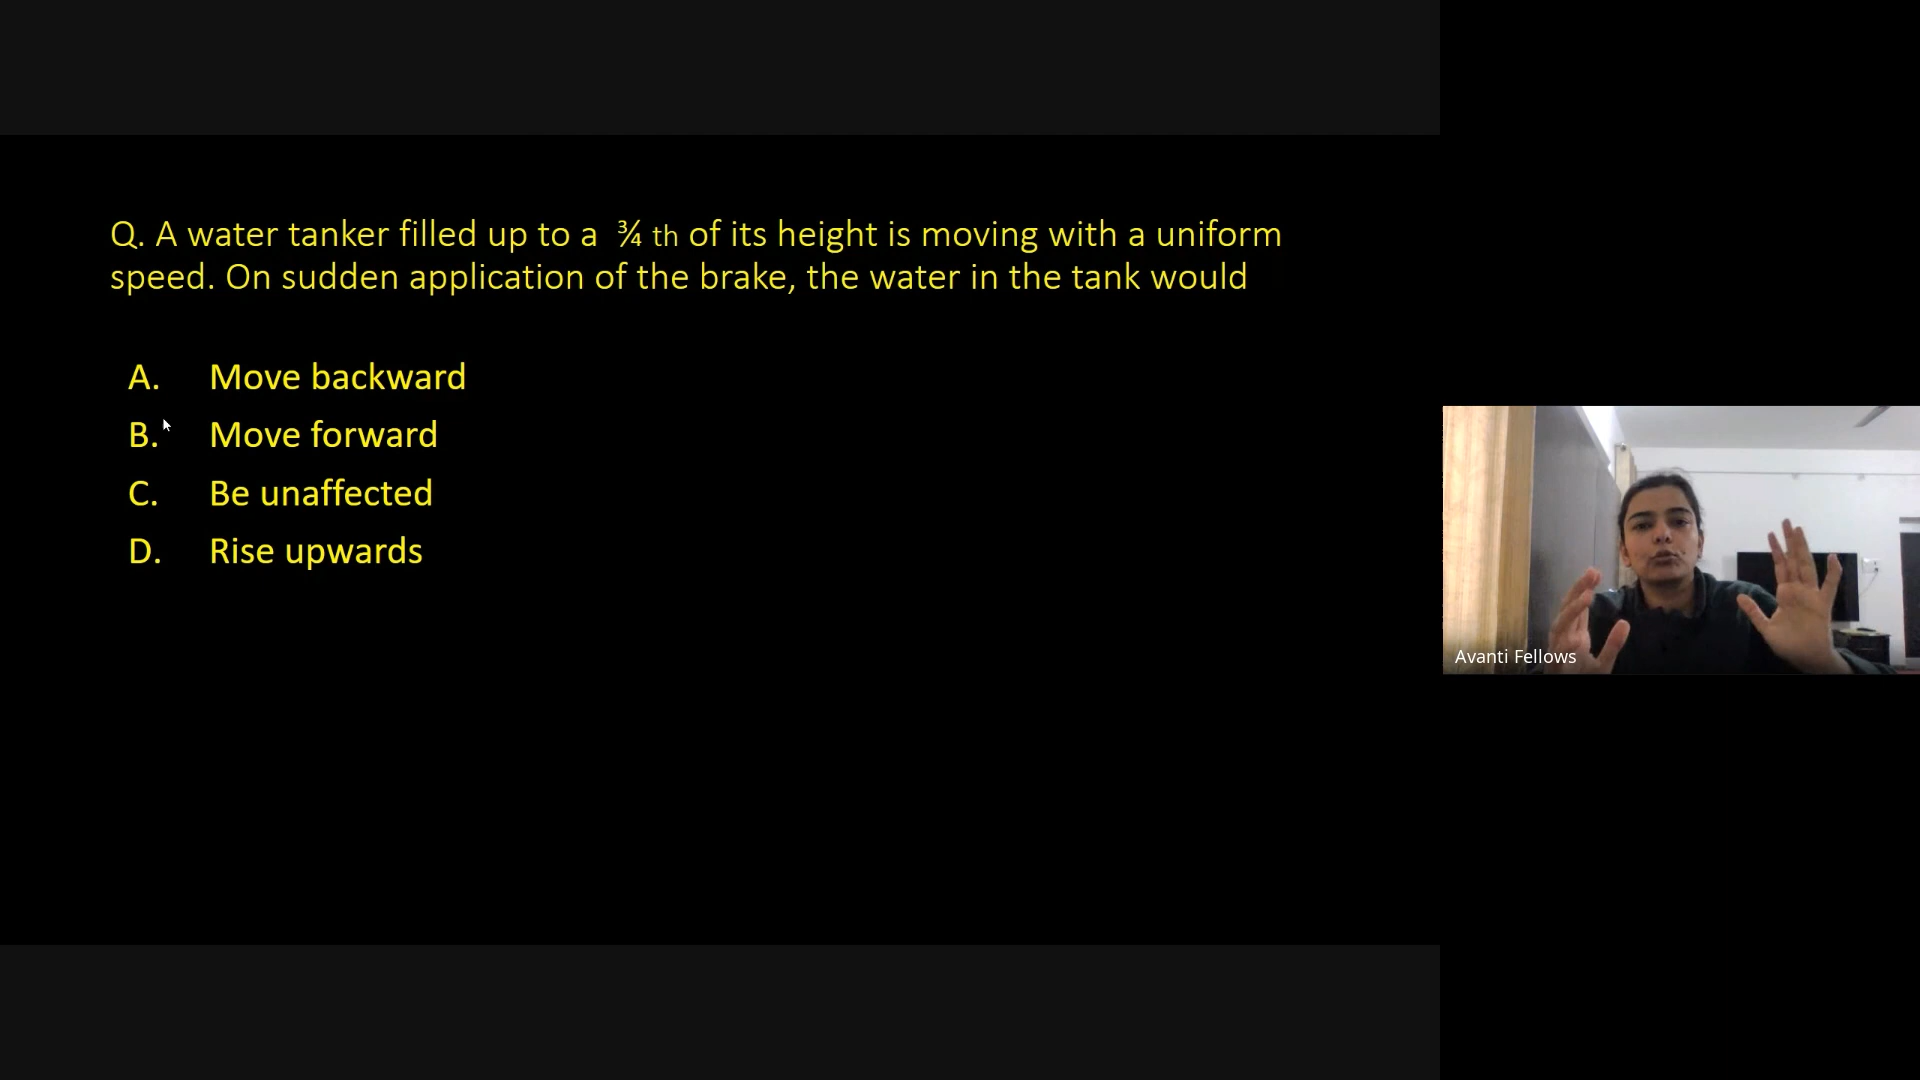 Q. A water tanker filled up to a ¾ th of its height is moving with a uniform
speed. On sudden application of the brake, the water in the tank would
A. Move backward
B. Move forward
C. Be unaffected
D. Rise upwards
Avanti Fellows